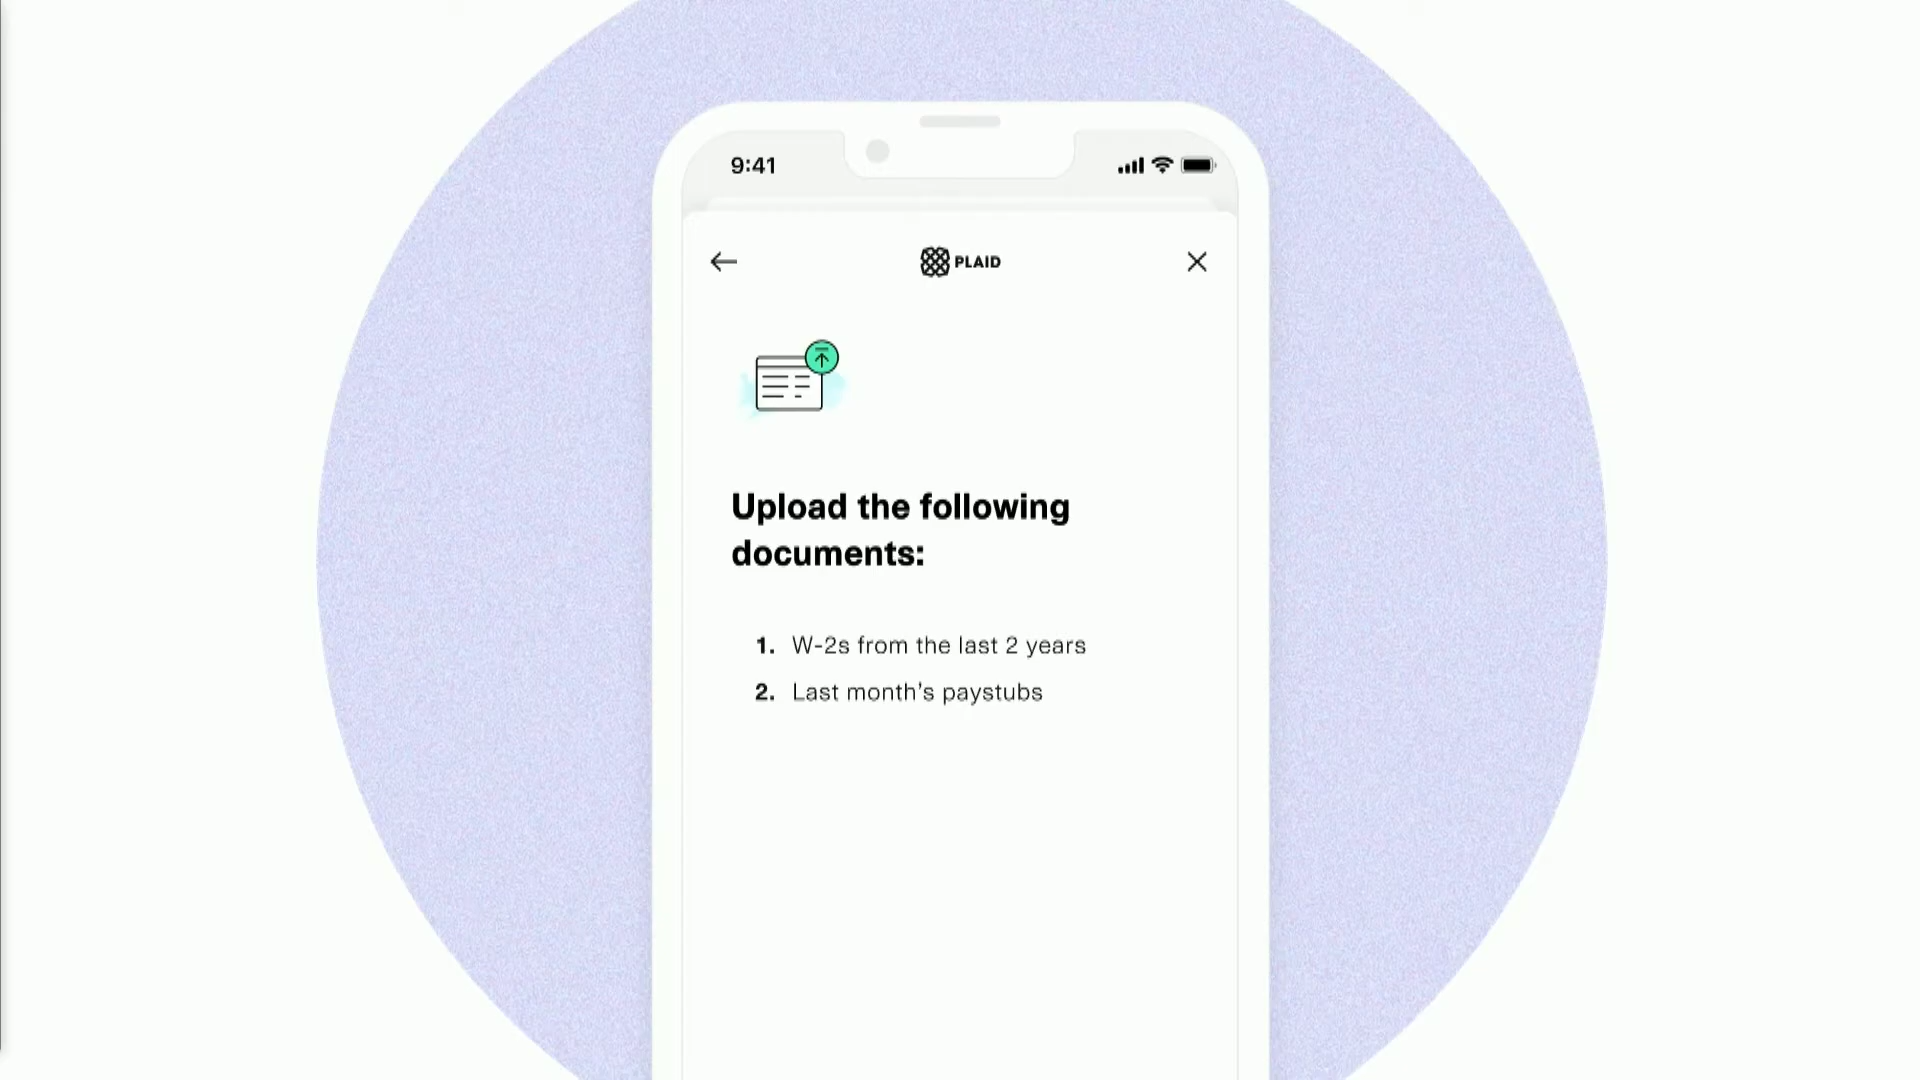 9:41
PLAID
Upload the following
documents:
1. W-2s from the last 2 years
2. Last month's paystubs